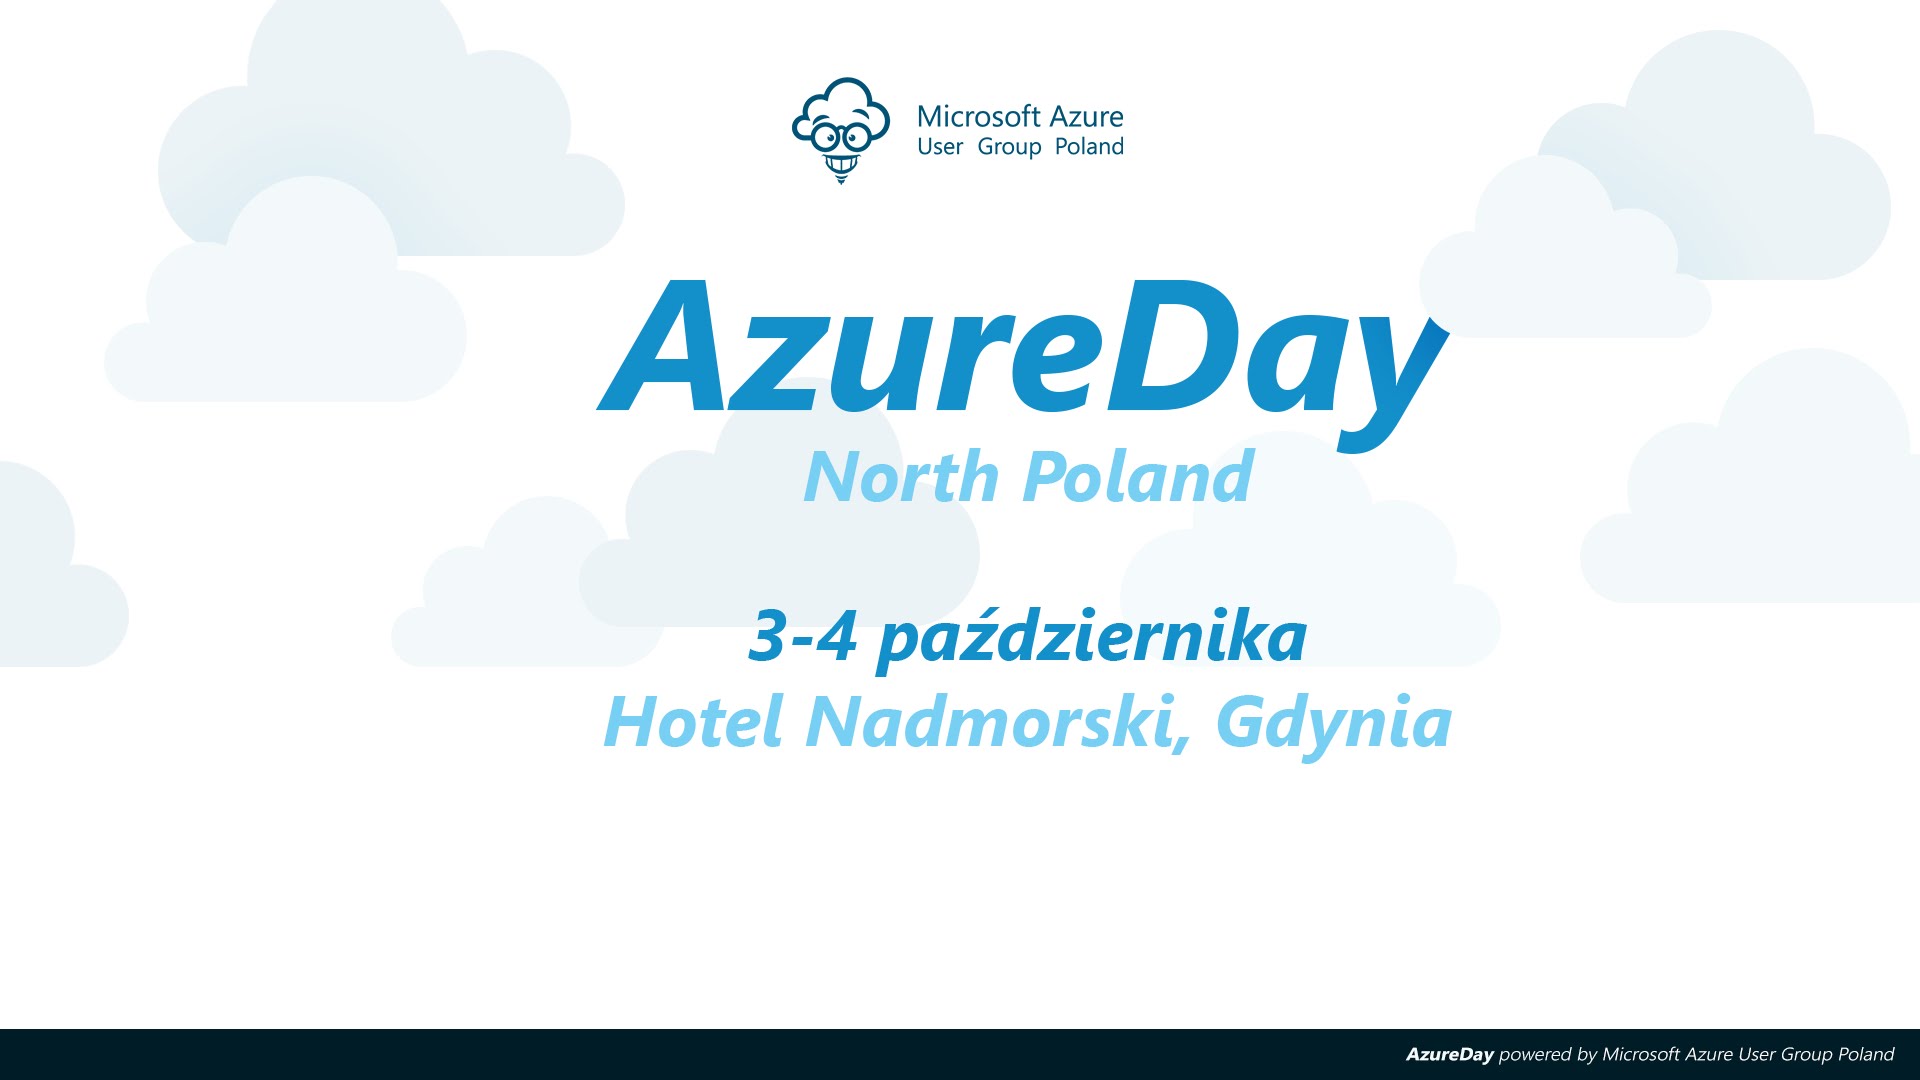 Microsoft Azure
User Group Poland
AzureDay
North Poland
3-4 października
Hotel Nadmorski, Gdynia
AzureDay powered by Microsoft Azure User Group Poland